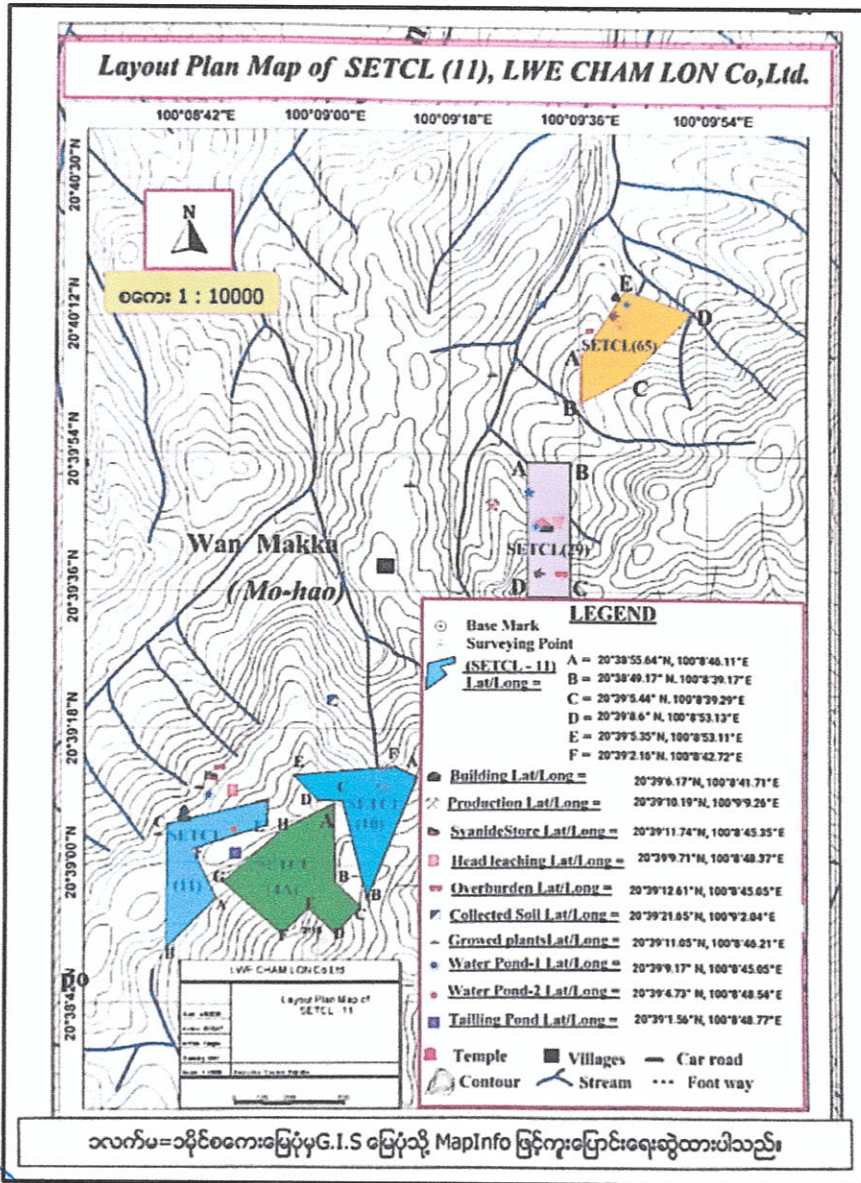 Layout Plan Map of SETCL (11), LWE CHAM LON Co,Ltd.
100°08'42"E 100°09'00"E 100°09'18"E 100°09'36"E 100°09'54"E
20°40'30"N
N
စကေး 1 : 10000
20°40'12"N
E
D
SETCL(65)
A
C
B
20°39'54"N
A B
SETCL(29)
D C
Wan Makka
( Mo-hao)
20°39'36"N
20°39'18"N
20°39'00"N
20°38'42"N
E F A
D C
SETCL
(10)
B
C
SETCL
(11)
E
F
A
B
H A
G
B
C
E
F D
LEGEND
Base Mark
Surveying Point
(SETCL - 11)
Lat/Long =
A = 20°38'55.64"N, 100°8'46.11"E
B = 20°38'49.17"N. 100°8'39.17"E
C = 20°39'5.44" N. 100°8'39.29"E
D = 20°39'8.6" N, 100°8'53.13"E
E = 20°39'5.35"N, 100°8'53.11"E
F = 20°39'2.16"N, 100°8'42.72"E
Building Lat/Long = 20°39'6.17"N, 100°8'41.71"E
Production Lat/Long = 20°39'10.19"N, 100°9'9.26"E
SyanideStore Lat/Long = 20°39'11.74"N, 100°8'45.35"E
Head leaching Lat/Long = 20°39'9.71"N, 100°8'48.37"E
Overburden Lat/Long = 20°39'12.61"N, 100°8'45.05"E
Collected Soil Lat/Long = 20°39'21.65"N, 100°9'2.04"E
Growed plantsLat/Long = 20°39'11.05"N, 100°8'46.21"E
Water Pond-1 Lat/Long = 20°39'9.17" N, 100°8'45.05"E
Water Pond-2 Lat/Long = 20°39'4.73" N, 100°8'48.54"E
Tailling Pond Lat/Long = 20°39'1.56"N, 100°8'48.77"E
Temple Villages Car road
Contour Stream Foot way
LWE CHAM LON Co Ltd
Layout Plan Map of
SETCL -11
၁လက်မ=၁မိုင်စကေးမြေပုံမှG.I.S မြေပုံသို့ MapInfo ဖြင့်ကူးပြောင်းရေးဆွဲထားပါသည်။